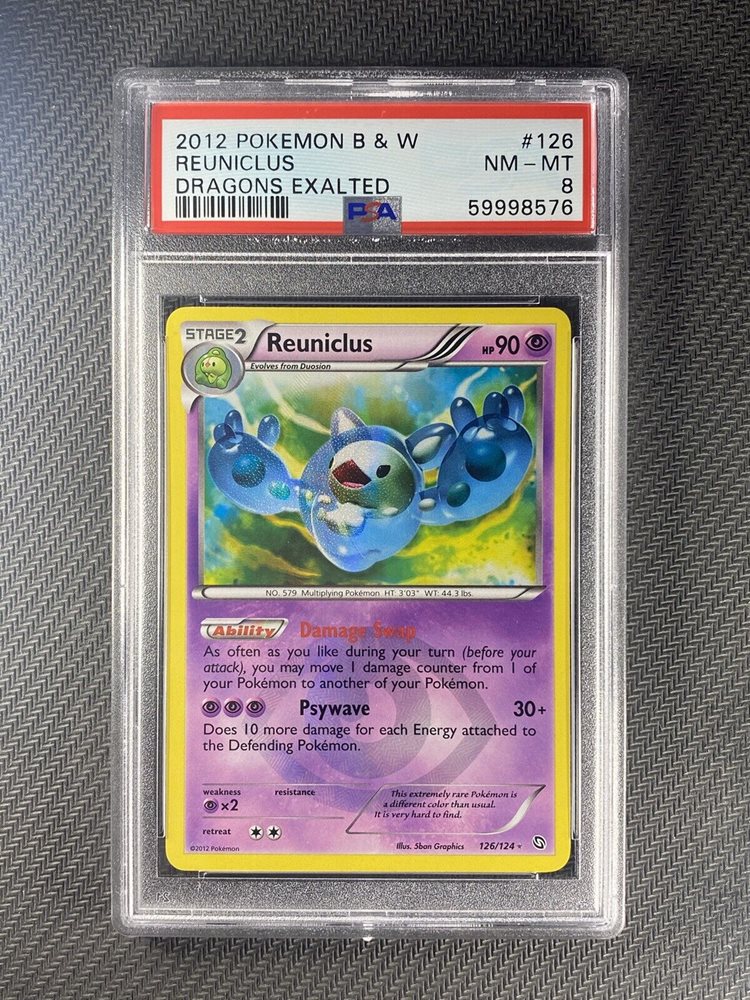 2012 POKEMON B & W #126
REUNICLUS NM - MT
DRAGONS EXALTED 8
PSA 59998576
STAGE2 Reuniclus HP90
Evolves from Duosion
NO. 579 Multiplying Pokémon HT: 3'03" WT: 44.3 lbs.
Ability Damage Swap
As often as you like during your turn (before your
attack), you may move 1 damage counter from 1 of
your Pokémon to another of your Pokémon.
Psywave 30+
Does 10 more damage for each Energy attached to
the Defending Pokémon.
weakness resistance
×2
This extremely rare Pokémon is
a different color than usual.
It is very hard to find.
retreat
©2012 Pokémon Illus. 5ban Graphics 126/124